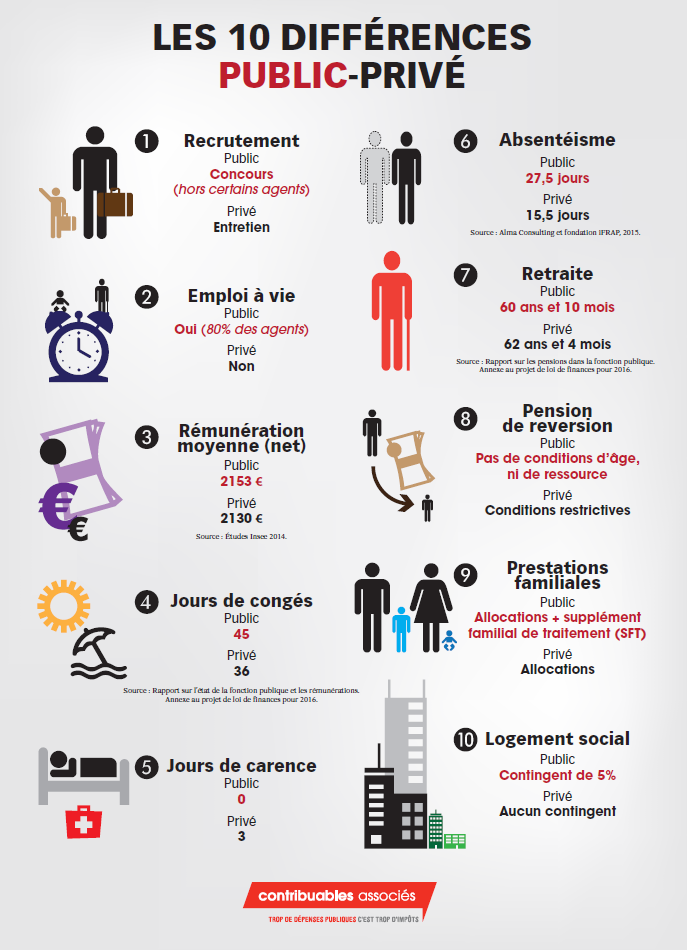 LES 10 DIFFÉRENCES
PUBLIC-PRIVÉ
1
Recrutement
Public
Concours
(hors certains agents)
Privé
Entretien
2
Emploi à vie
Public
Oui (80% des agents)
Privé
Non
3
Rémunération
moyenne (net)
Public
2153 €
Privé
2130 €
Source : Études Insee 2014.
€
€
4
Jours de congés
Public
45
Privé
36
Source : Rapport sur l'état de la fonction publique et les rémunérations.
Annexe au projet de loi de finances pour 2016.
5
Jours de carence
Public
0
Privé
3
6
Absentéisme
Public
27,5 jours
Privé
15,5 jours
Source : Alma Consulting et fondation iFRAP, 2015.
7
Retraite
Public
60 ans et 10 mois
Privé
62 ans et 4 mois
Source : Rapport sur les pensions dans la fonction publique.
Annexe au projet de loi de finances pour 2016.
8
Pension
de reversion
Public
Pas de conditions d'âge,
ni de ressource
Privé
Conditions restrictives
9
Prestations
familiales
Public
Allocations + supplément
familial de traitement (SFT)
Privé
Allocations
10
Logement social
Public
Contingent de 5%
Privé
Aucun contingent
contribuables associés
TROP DE DÉPENSES PUBLIQUES C'EST TROP D'IMPÔTS